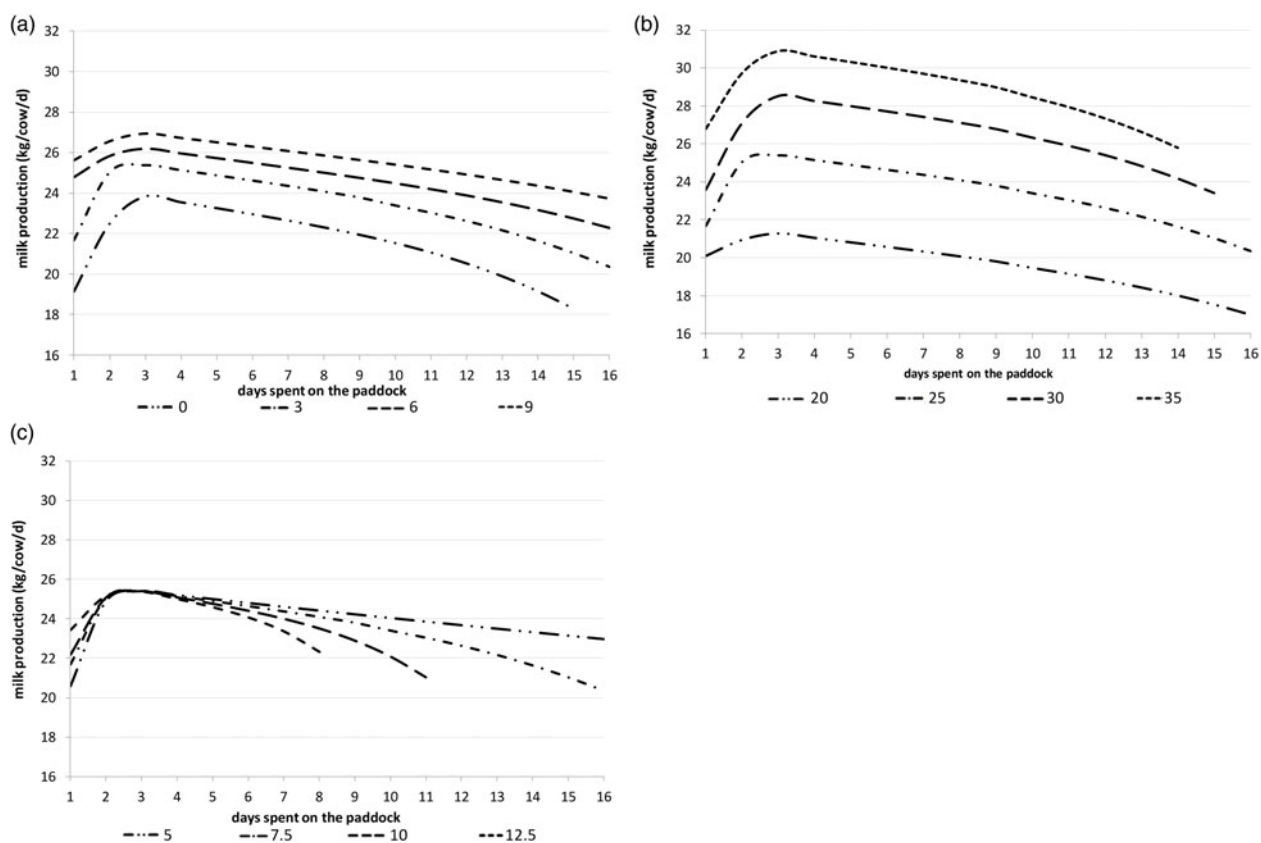 (a)
milk production (kg/cow/d)
32
30
28
26
24
22
20
18
16
1 2 3 4 5 6 7 8 9 10 11 12 13 14 15 16
days spent on the paddock
0 3 6 9
(b)
milk production (kg/cow/d)
32
30
28
26
24
22
20
18
16
1 2 3 4 5 6 7 8 9 10 11 12 13 14 15 16
days spent on the paddock
20 25 30 35
(c)
milk production (kg/cow/d)
32
30
28
26
24
22
20
18
16
1 2 3 4 5 6 7 8 9 10 11 12 13 14 15 16
days spent on the paddock
5 7.5 10 12.5